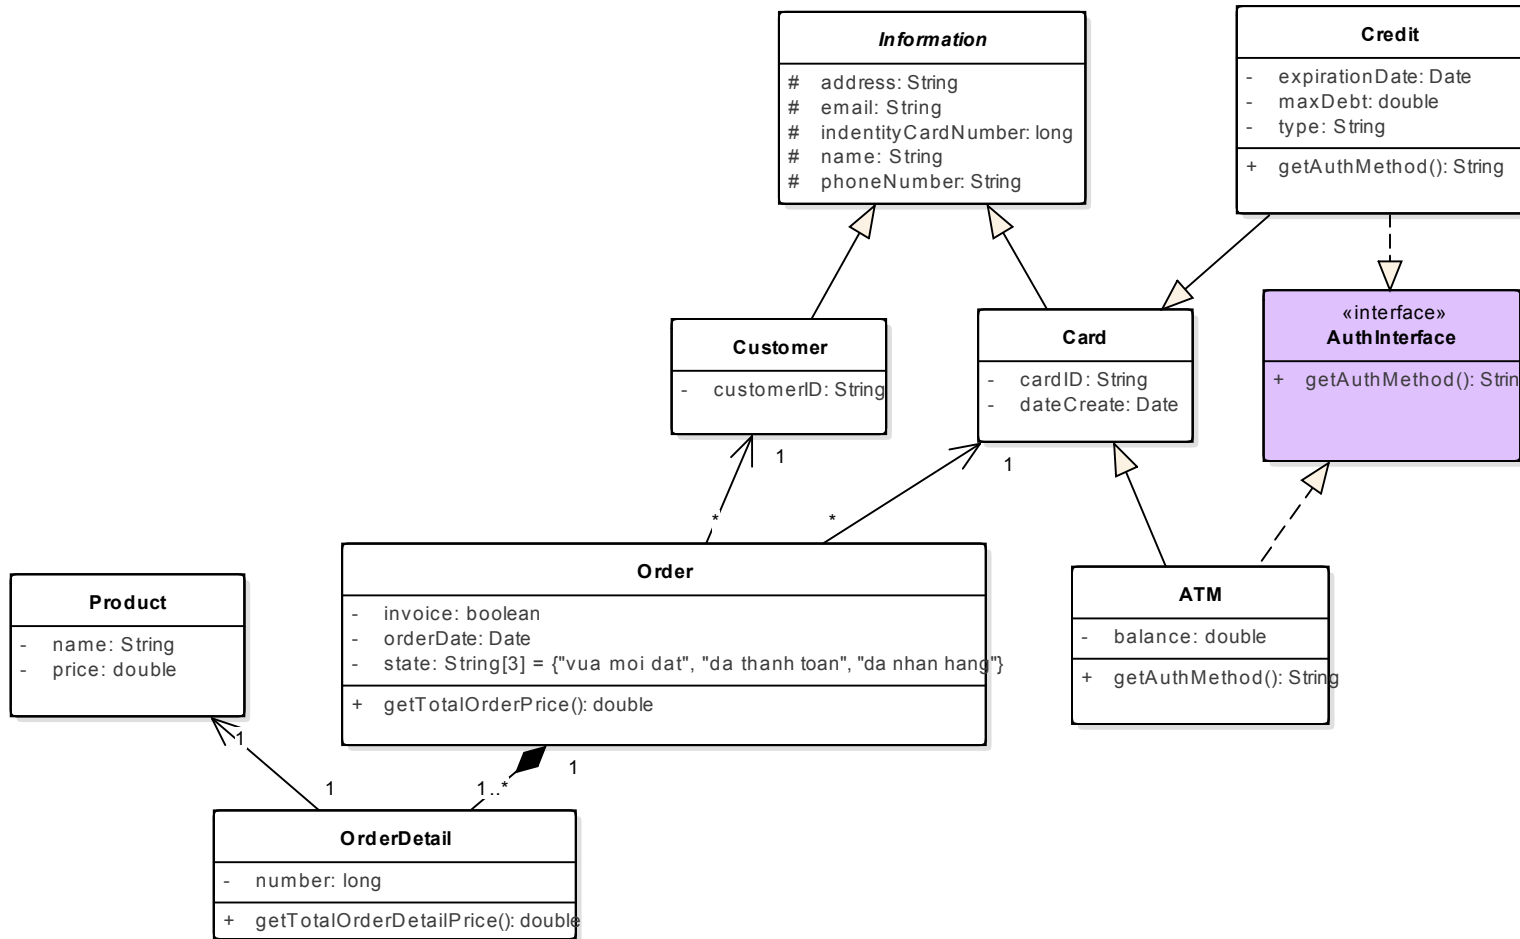 Information
# address: String
# email: String
# indentityCardNumber: long
# name: String
# phoneNumber: String
Credit
- expirationDate: Date
- maxDebt: double
- type: String
+ getAuthMethod(): String
Customer
- customerID: String
Card
- cardID: String
- dateCreate: Date
«interface»
AuthInterface
+ getAuthMethod(): Strin
1
1
*
*
Order
- invoice: boolean
- orderDate: Date
- state: String[3] = {"vua moi dat", "da thanh toan", "da nhan hang"}
+ getTotalOrderPrice(): double
Product
- name: String
- price: double
ATM
- balance: double
+ getAuthMethod(): String
1
1
1
1..*
OrderDetail
- number: long
+ getTotalOrderDetailPrice(): double